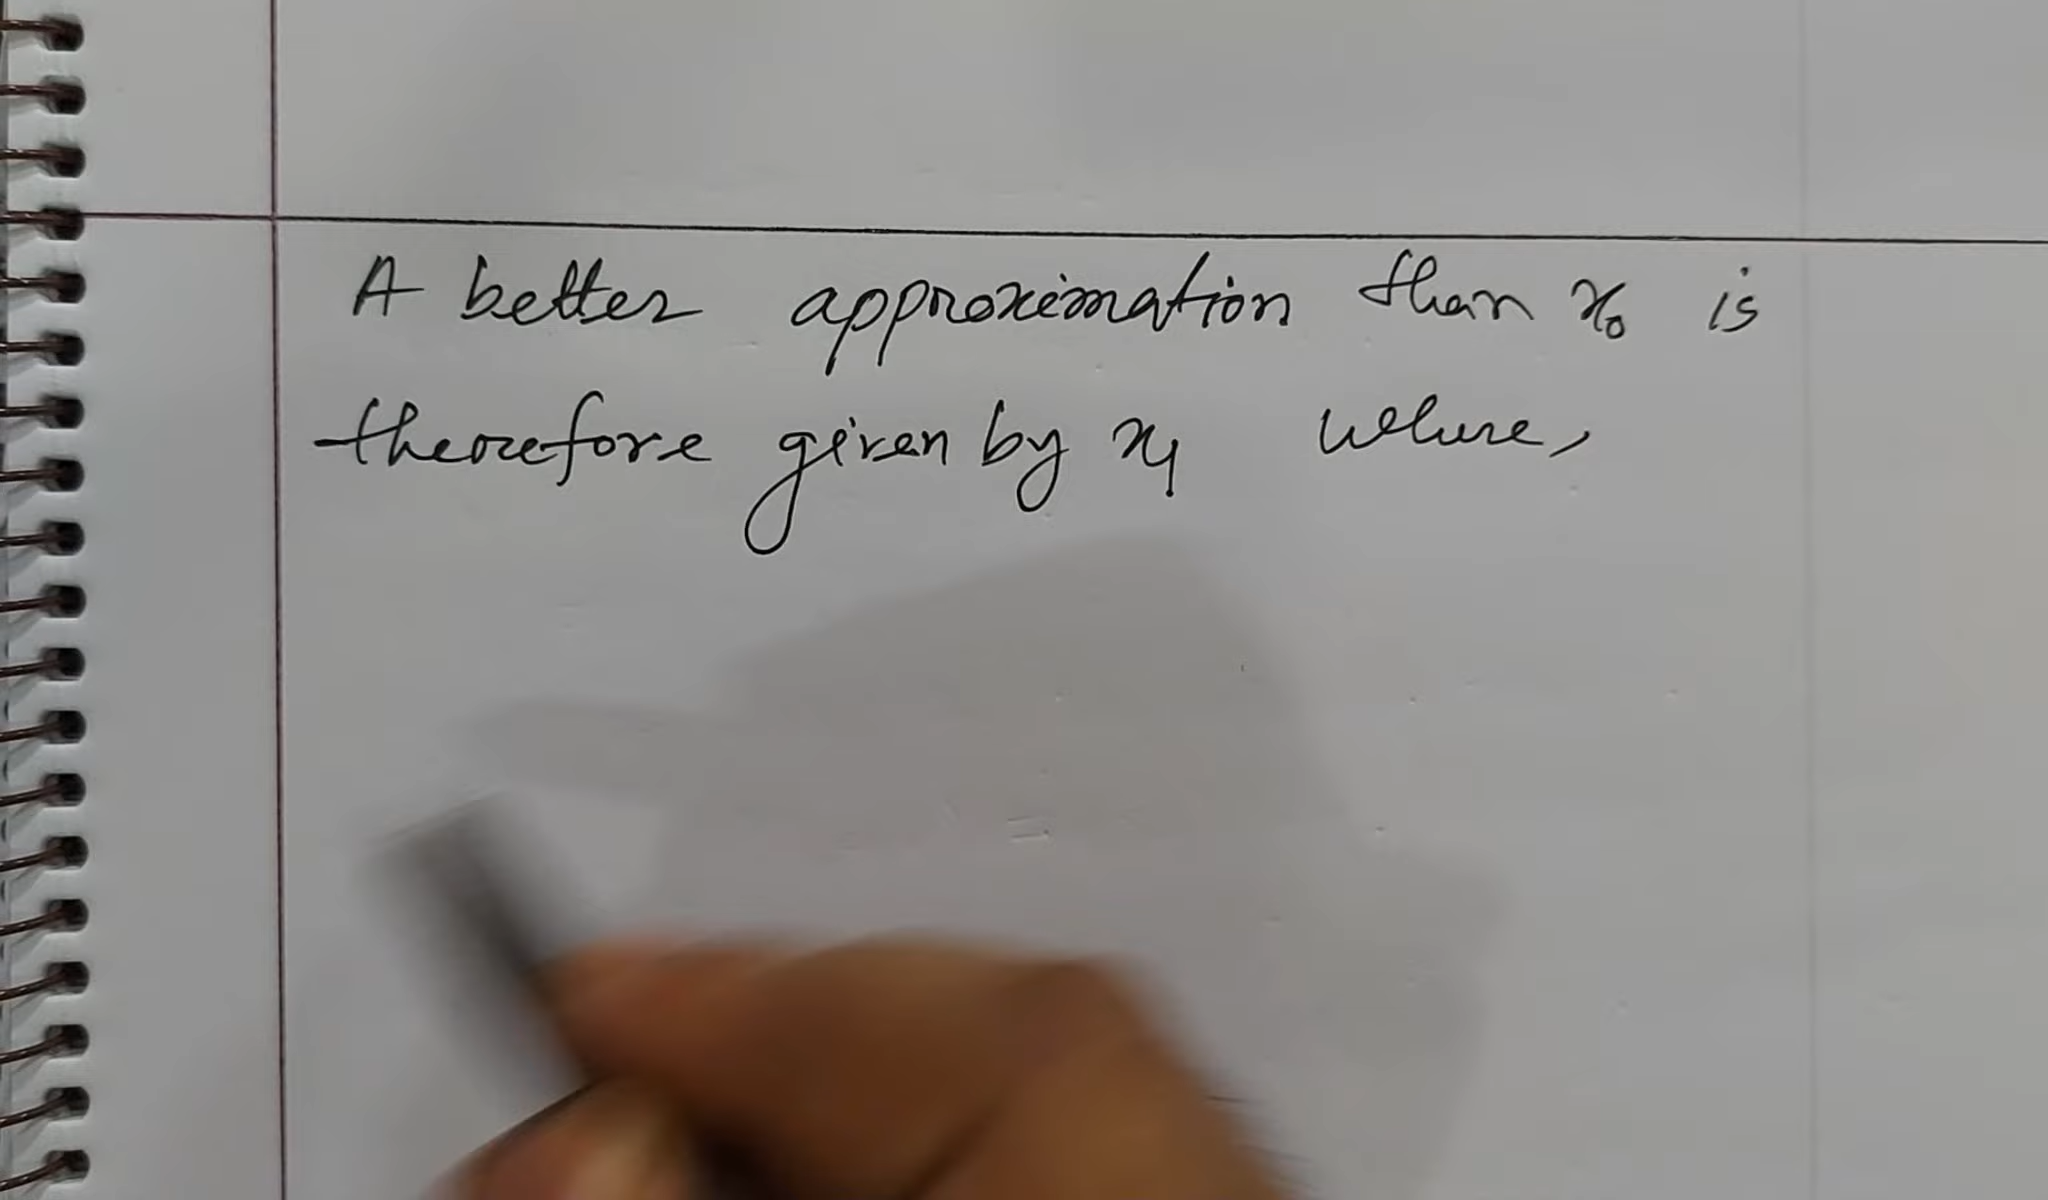 A better approximation than x₀ is
therefore given by x₁ where,